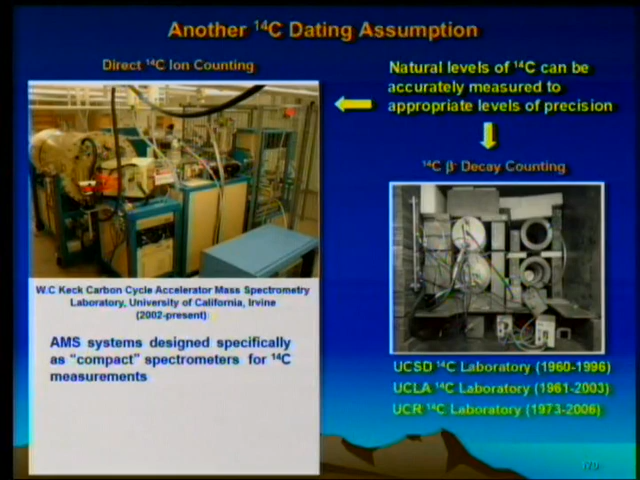 Another ¹⁴C Dating Assumption
Direct ¹⁴C Ion Counting
Natural levels of ¹⁴C can be
accurately measured to
appropriate levels of precision
¹⁴C β⁻ Decay Counting
W.C Keck Carbon Cycle Accelerator Mass Spectrometry
Laboratory, University of California, Irvine
(2002-present)
AMS systems designed specifically
as "compact" spectrometers for ¹⁴C
measurements
UCSD ¹⁴C Laboratory (1960-1996)
UCLA ¹⁴C Laboratory (1961-2003)
UCR ¹⁴C Laboratory (1973-2006)